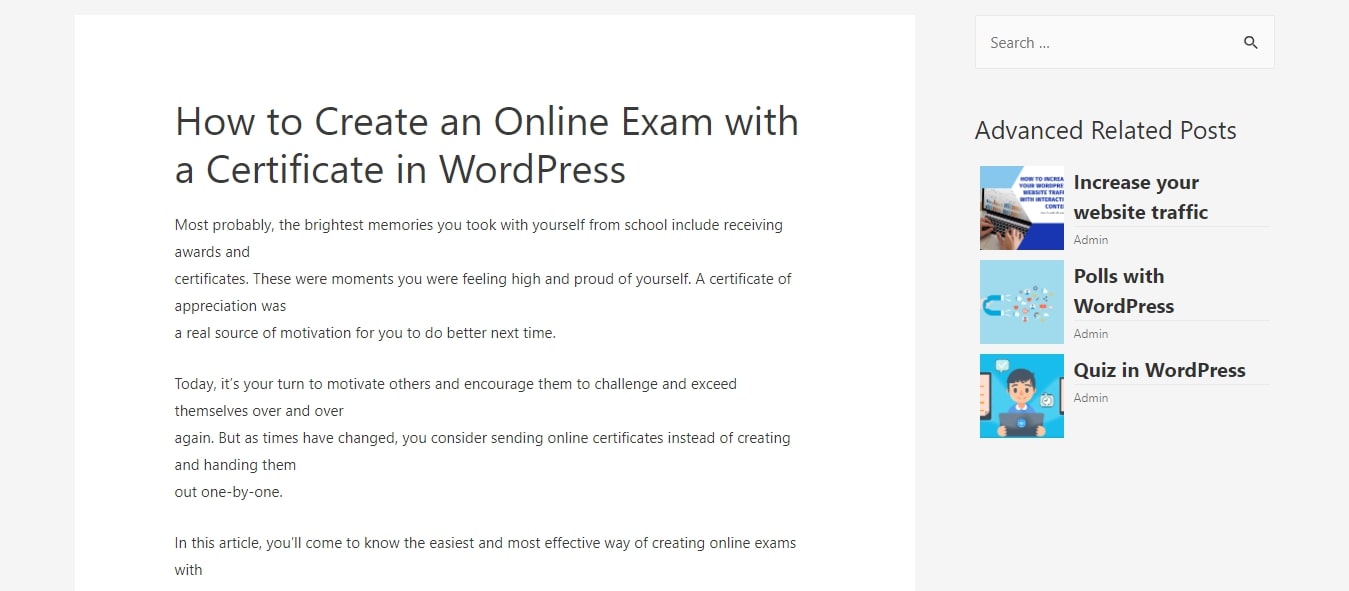 How to Create an Online Exam with
a Certificate in WordPress
Most probably, the brightest memories you took with yourself from school include receiving
awards and
certificates. These were moments you were feeling high and proud of yourself. A certificate of
appreciation was
a real source of motivation for you to do better next time.
Today, it’s your turn to motivate others and encourage them to challenge and exceed
themselves over and over
again. But as times have changed, you consider sending online certificates instead of creating
and handing them
out one-by-one.
In this article, you’ll come to know the easiest and most effective way of creating online exams
with
Search ...
Advanced Related Posts
HOW TO INCREA
YOUR WORDPRE
WEBSITE TRAF
WITH INTERACTI
CONTE
Increase your
website traffic
Admin
Polls with
WordPress
Admin
Quiz in WordPress
Admin